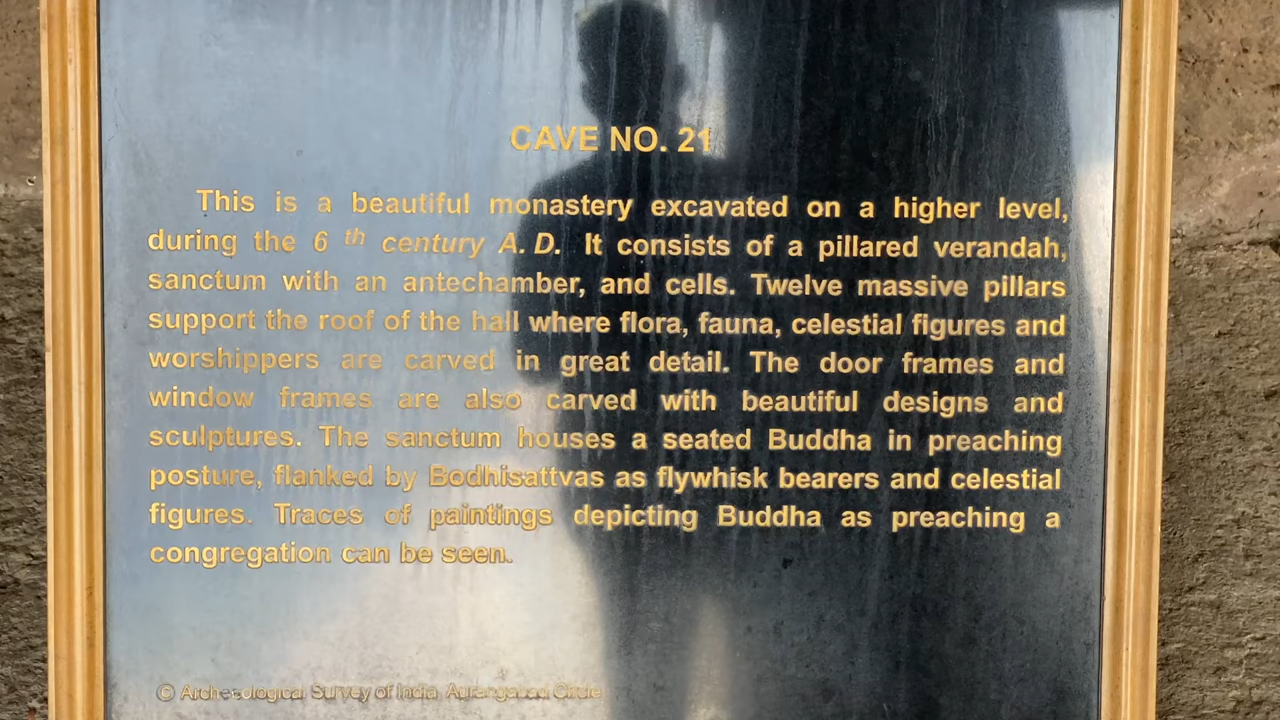 CAVE NO. 21
This is a beautiful monastery excavated on a higher level,
during the 6 th century A. D. It consists of a pillared verandah,
sanctum with an antechamber, and cells. Twelve massive pillars
support the roof of the hall where flora, fauna, celestial figures and
worshippers are carved in great detail. The door frames and
window frames are also carved with beautiful designs and
sculptures. The sanctum houses a seated Buddha in preaching
posture, flanked by Bodhisattvas as flywhisk bearers and celestial
figures. Traces of paintings depicting Buddha as preaching a
congregation can be seen.
© Archaeological Survey of India, Aurangabad Circle